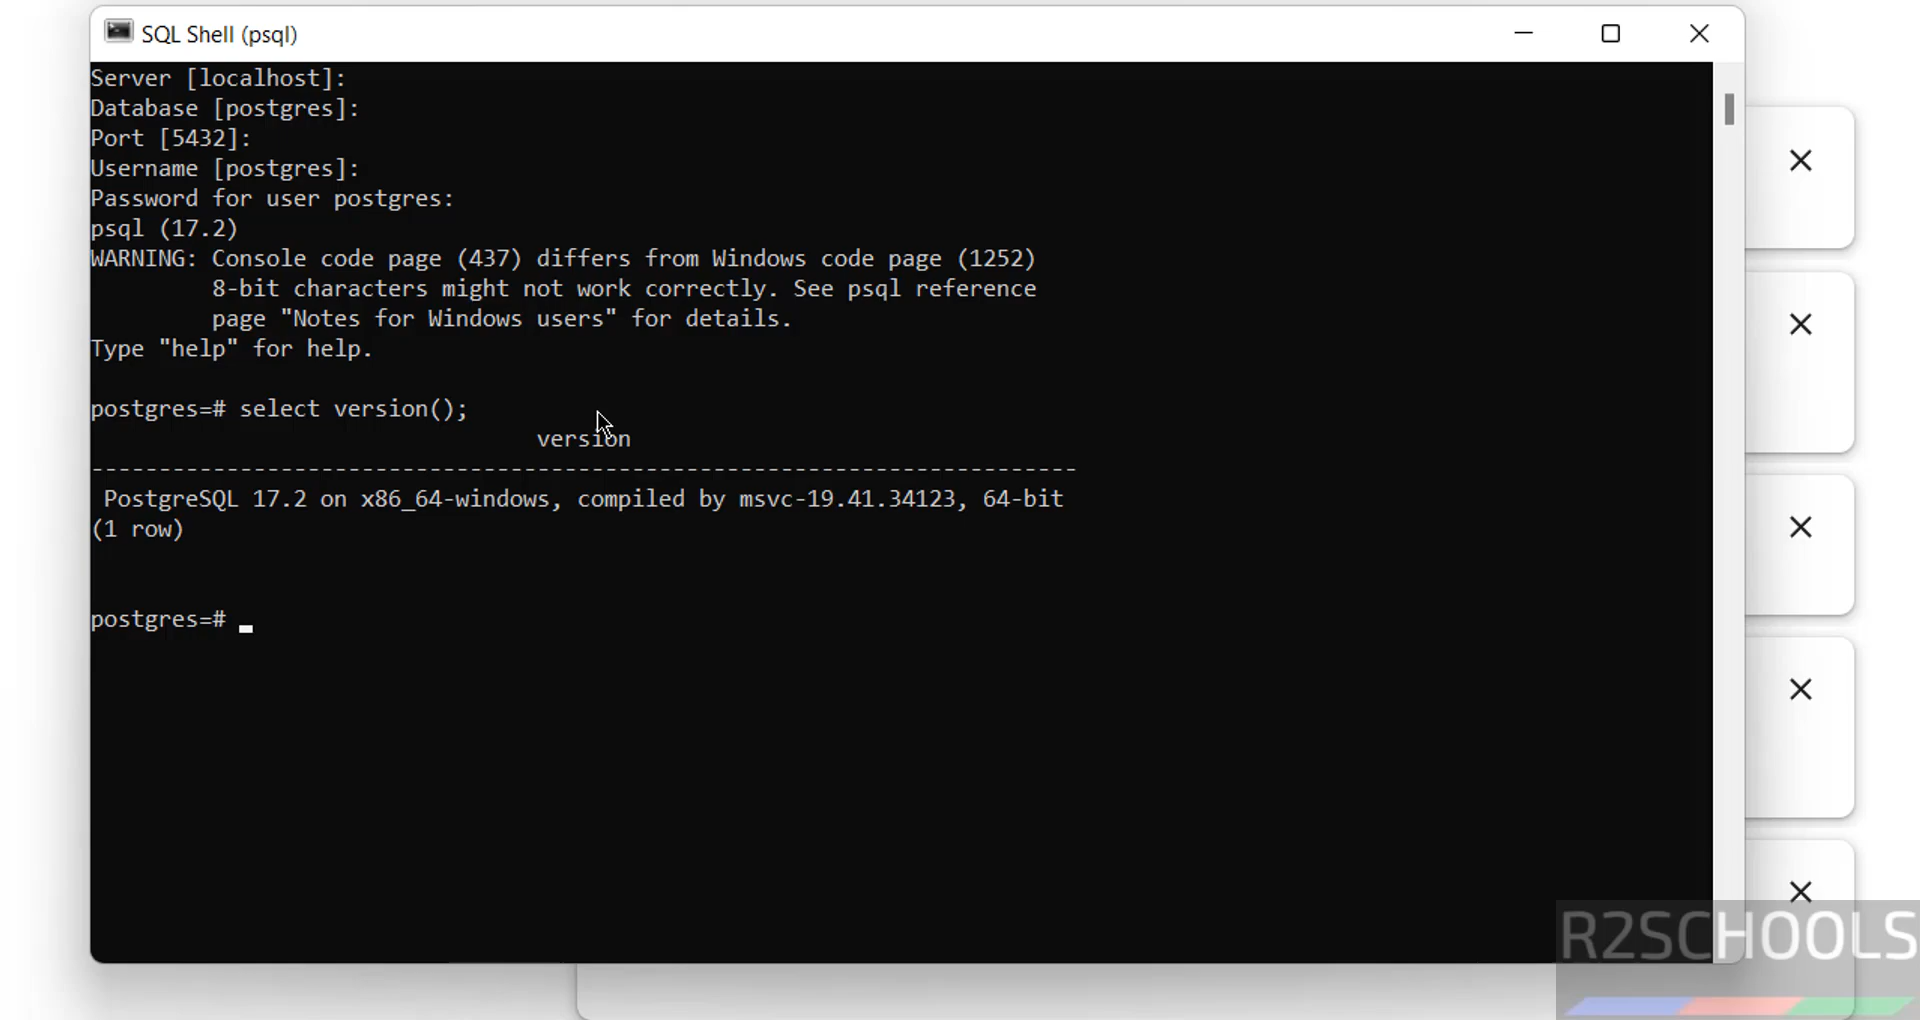 SQL Shell (psql)
Server [localhost]:
Database [postgres]:
Port [5432]:
Username [postgres]:
Password for user postgres:
psql (17.2)
WARNING: Console code page (437) differs from Windows code page (1252)
         8-bit characters might not work correctly. See psql reference
         page "Notes for Windows users" for details.
Type "help" for help.
postgres=# select version();
version
---------------------------------------------------------------------------
 PostgreSQL 17.2 on x86_64-windows, compiled by msvc-19.41.34123, 64-bit
(1 row)
postgres=#
R2SCHOOLS